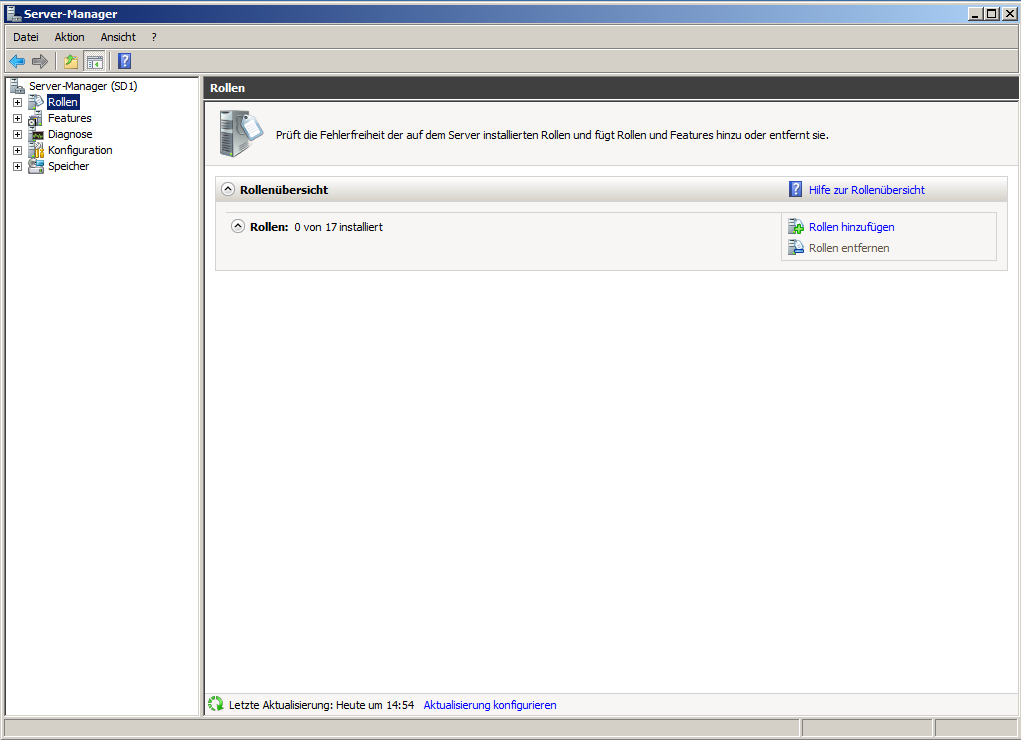 Server-Manager
Datei Aktion Ansicht ?
Server-Manager (SD1)
Rollen
Features
Diagnose
Konfiguration
Speicher
Rollen
Prüft die Fehlerfreiheit der auf dem Server installierten Rollen und fügt Rollen und Features hinzu oder entfernt sie.
Rollenübersicht
Hilfe zur Rollenübersicht
Rollen: 0 von 17 installiert
Rollen hinzufügen
Rollen entfernen
Letzte Aktualisierung: Heute um 14:54 Aktualisierung konfigurieren